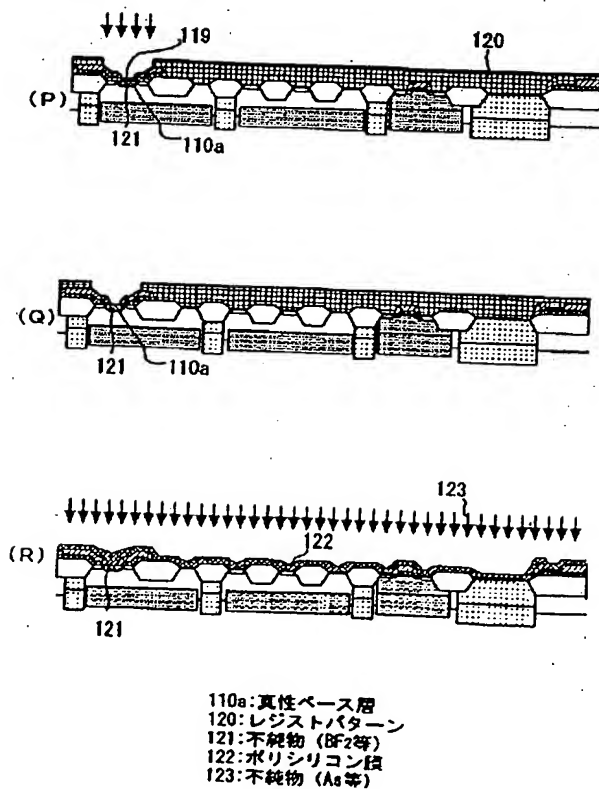 119
120
(P)
121
110a
(Q)
121
110a
123
(R)
122
121
110a:真性ベース層
120:レジストパターン
121:不純物 (BF2等)
122:ポリシリコン膜
123:不純物 (As等)